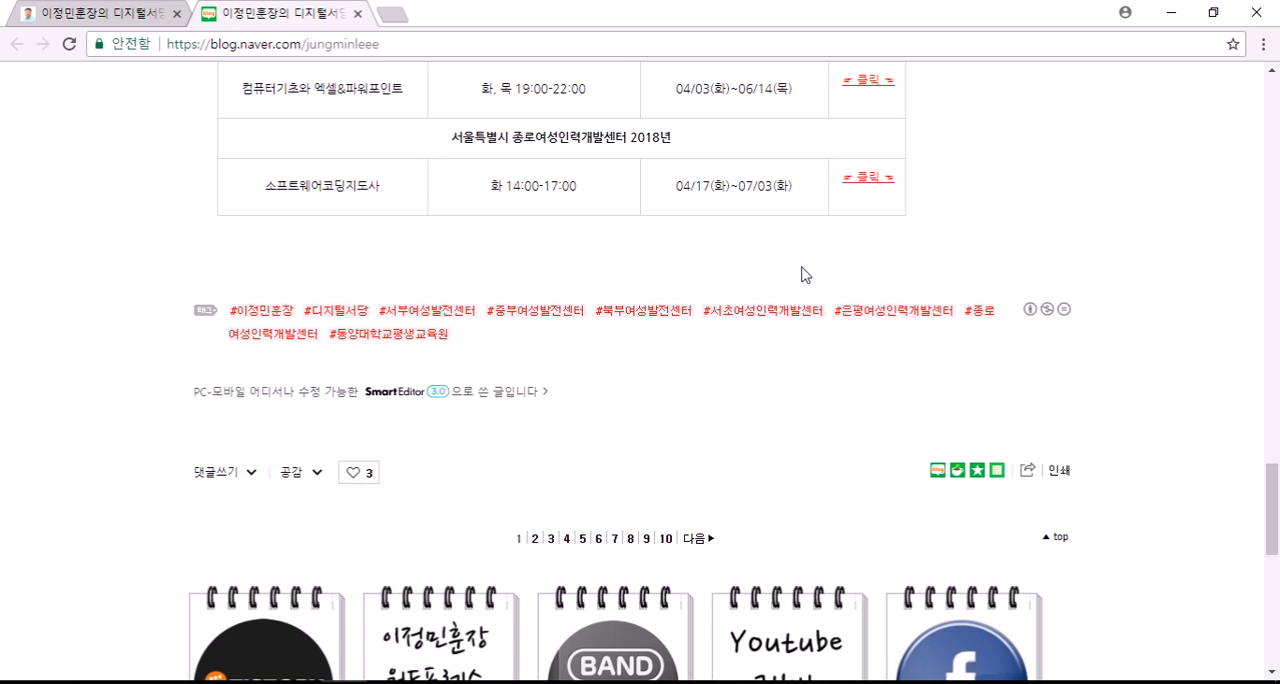 이정민훈장의 디지털서당
이정민훈장의 디지털서당
안전함 https://blog.naver.com/jungminleee
컴퓨터기초와 엑셀&파워포인트 화, 목 19:00-22:00 04/03(화)~06/14(목) ☞ 클릭 ☜
서울특별시 종로여성인력개발센터 2018년
소프트웨어코딩지도사 화 14:00-17:00 04/17(화)~07/03(화) ☞ 클릭 ☜
태그 #이정민훈장 #디지털서당 #서부여성발전센터 #중부여성발전센터 #북부여성발전센터 #서초여성인력개발센터 #은평여성인력개발센터 #종로
여성인력개발센터 #동양대학교평생교육원
PC-모바일 어디서나 수정 가능한 SmartEditor 3.0 으로 쓴 글입니다 >
댓글쓰기 공감 3 blog 인쇄
1 2 3 4 5 6 7 8 9 10 다음 top
이정민훈장 BAND Youtube f